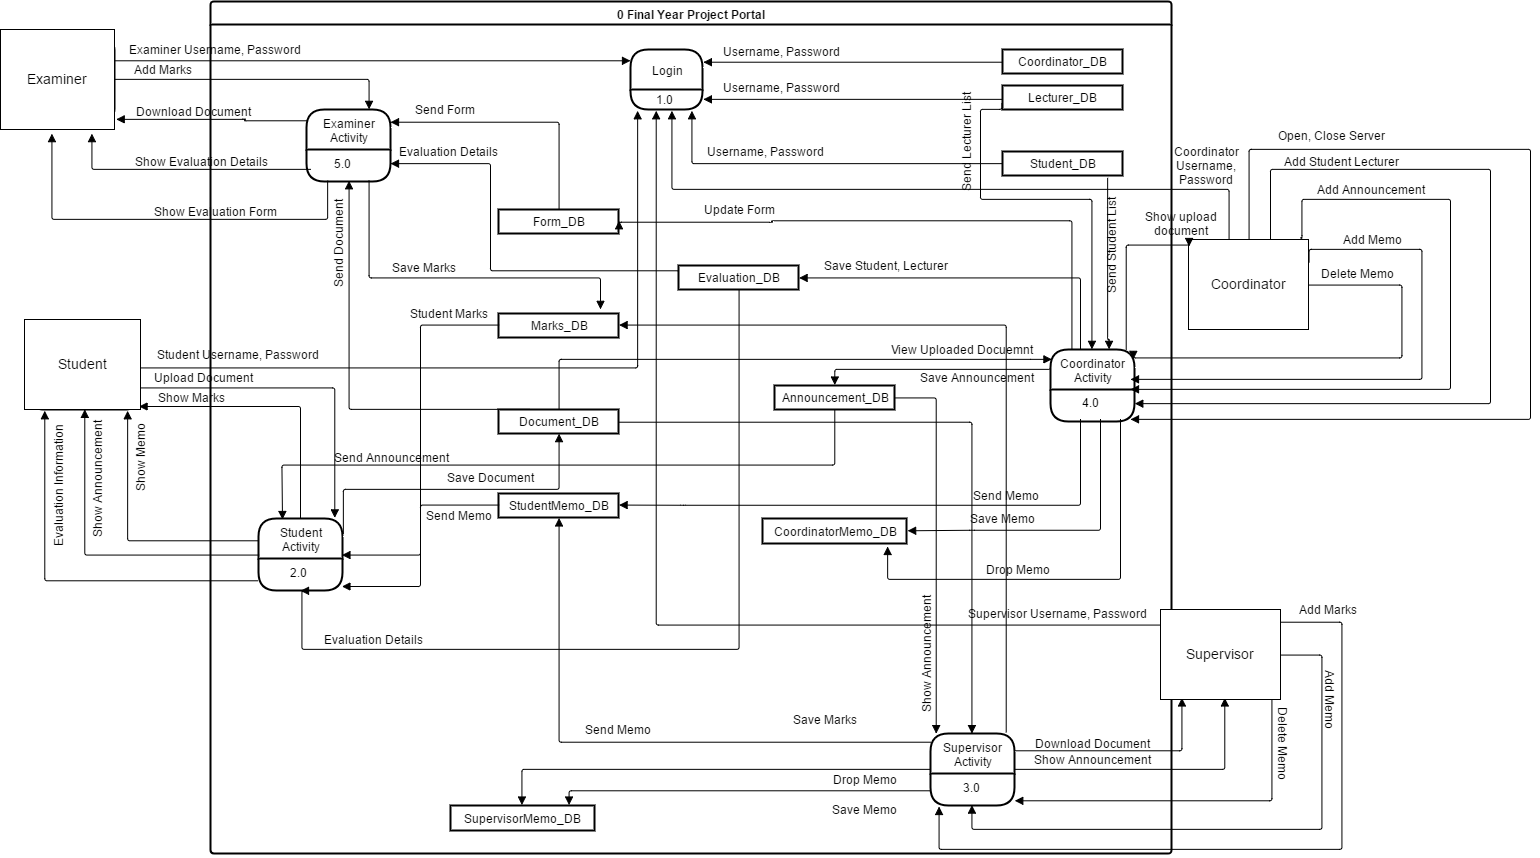 0 Final Year Project Portal
Examiner
Examiner Username, Password
Add Marks
Download Document
Show Evaluation Details
Show Evaluation Form
Examiner
Activity
5.0
Send Form
Evaluation Details
Login
1.0
Username, Password
Coordinator_DB
Username, Password
Lecturer_DB
Send Lecturer List
Username, Password
Student_DB
Coordinator
Username,
Password
Open, Close Server
Add Student Lecturer
Add Announcement
Show upload
document
Add Memo
Delete Memo
Coordinator
Send Document
Form_DB
Update Form
Send Student List
Save Marks
Evaluation_DB
Save Student, Lecturer
Student Marks
Marks_DB
Student
Student Username, Password
Upload Document
Show Marks
View Uploaded Docuemnt
Save Announcement
Coordinator
Activity
4.0
Announcement_DB
Document_DB
Evaluation Information
Show Announcement
Show Memo
Send Announcement
Save Document
StudentMemo_DB
Send Memo
Send Memo
Save Memo
CoordinatorMemo_DB
Drop Memo
Student
Activity
2.0
Evaluation Details
Show Announcement
Supervisor Username, Password
Supervisor
Add Marks
Add Memo
Delete Memo
Save Marks
Send Memo
Supervisor
Activity
3.0
Download Document
Show Announcement
Drop Memo
Save Memo
SupervisorMemo_DB